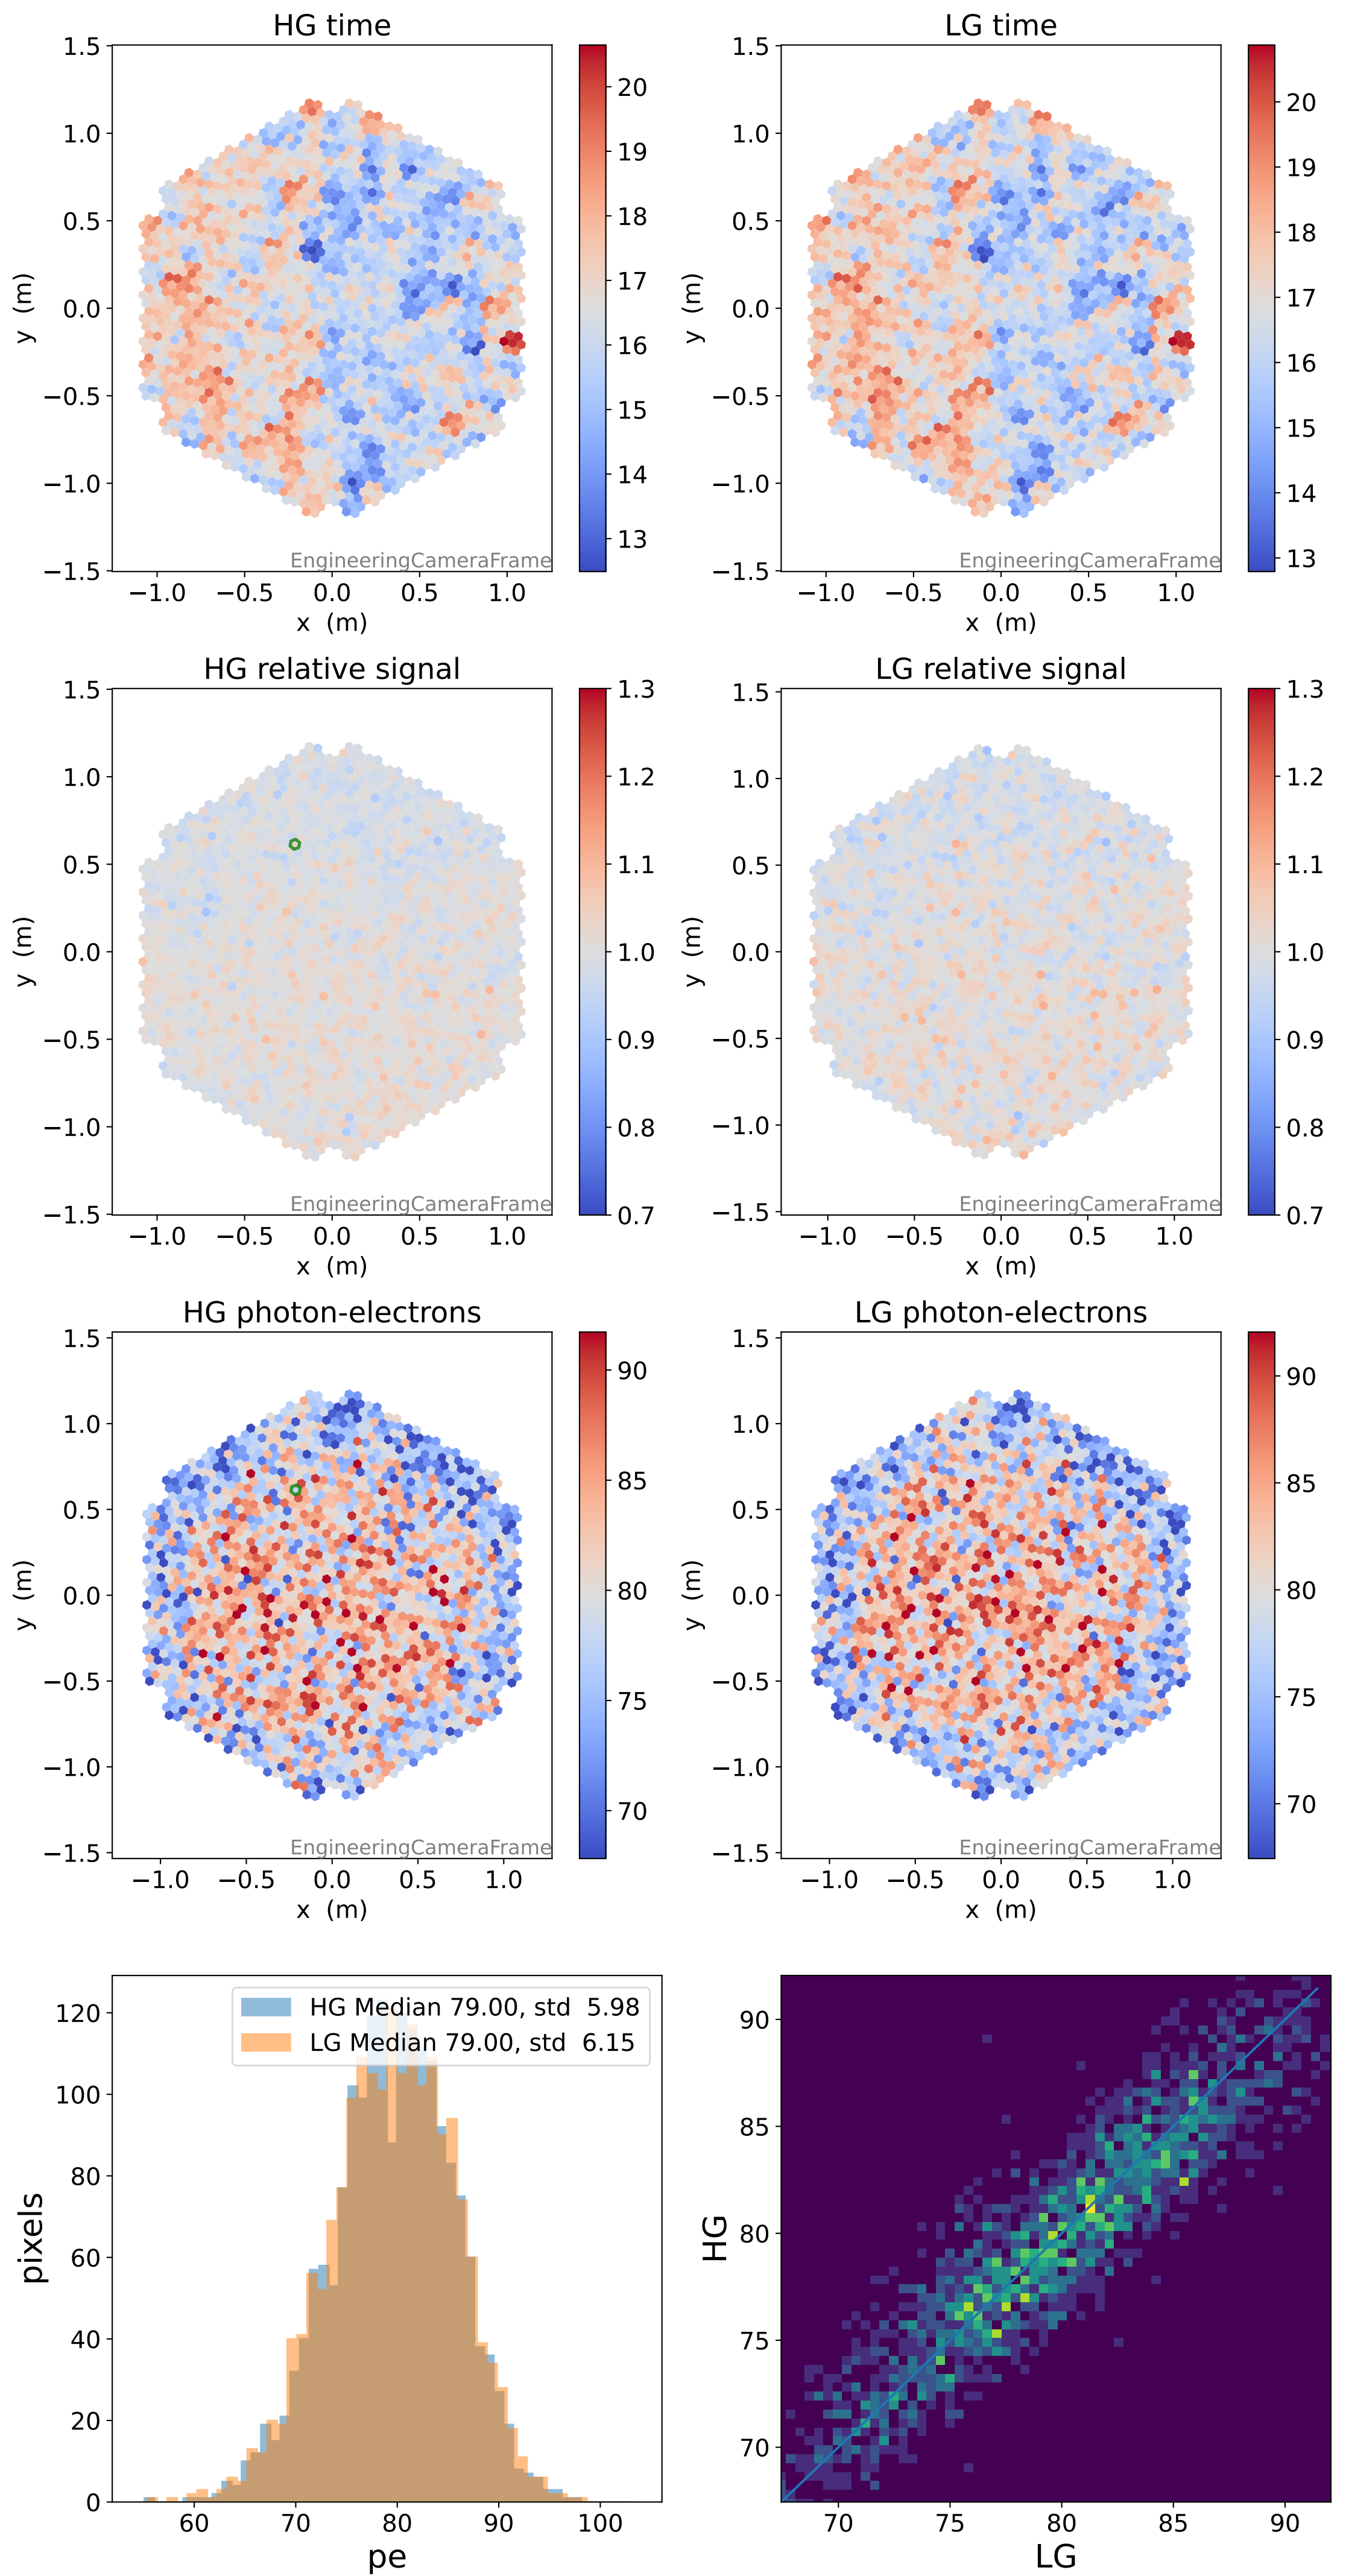 HG time
LG time
1.5
1.0
0.5
0.0
−0.5
−1.0
−1.5
y (m)
−1.0 −0.5 0.0 0.5 1.0
x (m)
EngineeringCameraFrame
20
19
18
17
16
15
14
13
1.5
1.0
0.5
0.0
−0.5
−1.0
−1.5
y (m)
−1.0 −0.5 0.0 0.5 1.0
x (m)
EngineeringCameraFrame
20
19
18
17
16
15
14
13
HG relative signal
LG relative signal
1.5
1.0
0.5
0.0
−0.5
−1.0
−1.5
y (m)
−1.0 −0.5 0.0 0.5 1.0
x (m)
EngineeringCameraFrame
1.3
1.2
1.1
1.0
0.9
0.8
0.7
1.5
1.0
0.5
0.0
−0.5
−1.0
−1.5
y (m)
−1.0 −0.5 0.0 0.5 1.0
x (m)
EngineeringCameraFrame
1.3
1.2
1.1
1.0
0.9
0.8
0.7
HG photon-electrons
LG photon-electrons
1.5
1.0
0.5
0.0
−0.5
−1.0
−1.5
y (m)
−1.0 −0.5 0.0 0.5 1.0
x (m)
EngineeringCameraFrame
90
85
80
75
70
1.5
1.0
0.5
0.0
−0.5
−1.0
−1.5
y (m)
−1.0 −0.5 0.0 0.5 1.0
x (m)
EngineeringCameraFrame
90
85
80
75
70
HG Median 79.00, std 5.98
LG Median 79.00, std 6.15
120
100
80
60
40
20
0
pixels
60 70 80 90 100
pe
90
85
80
75
70
HG
70 75 80 85 90
LG